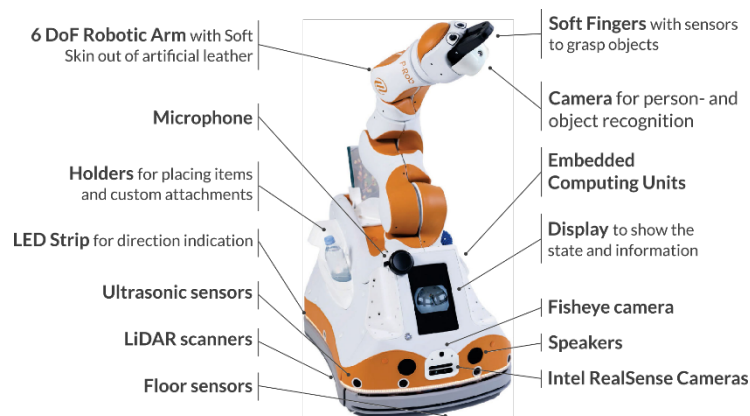 6 DoF Robotic Arm with Soft
Skin out of artificial leather
Microphone
Holders for placing items
and custom attachments
LED Strip for direction indication
Ultrasonic sensors
LiDAR scanners
Floor sensors
Soft Fingers with sensors
to grasp objects
Camera for person- and
object recognition
Embedded
Computing Units
Display to show the
state and information
Fisheye camera
Speakers
Intel RealSense Cameras
P-Rob